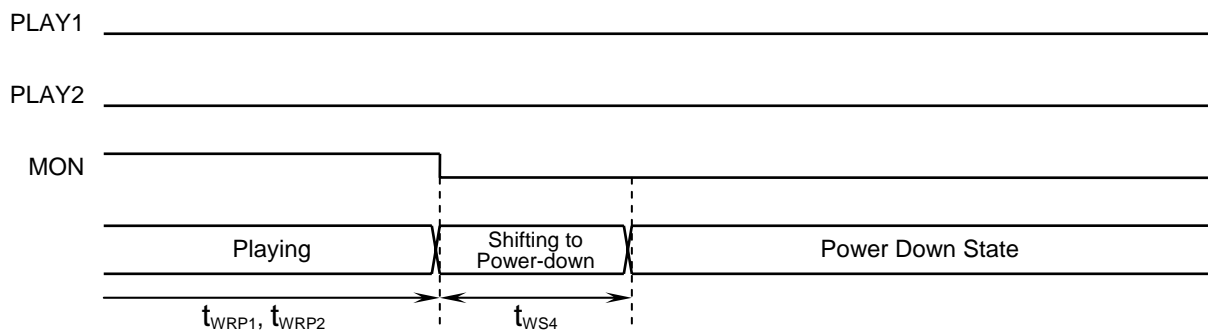 PLAY1
PLAY2
MON
Playing
Shifting to
Power-down
Power Down State
tWRP1, tWRP2
tWS4